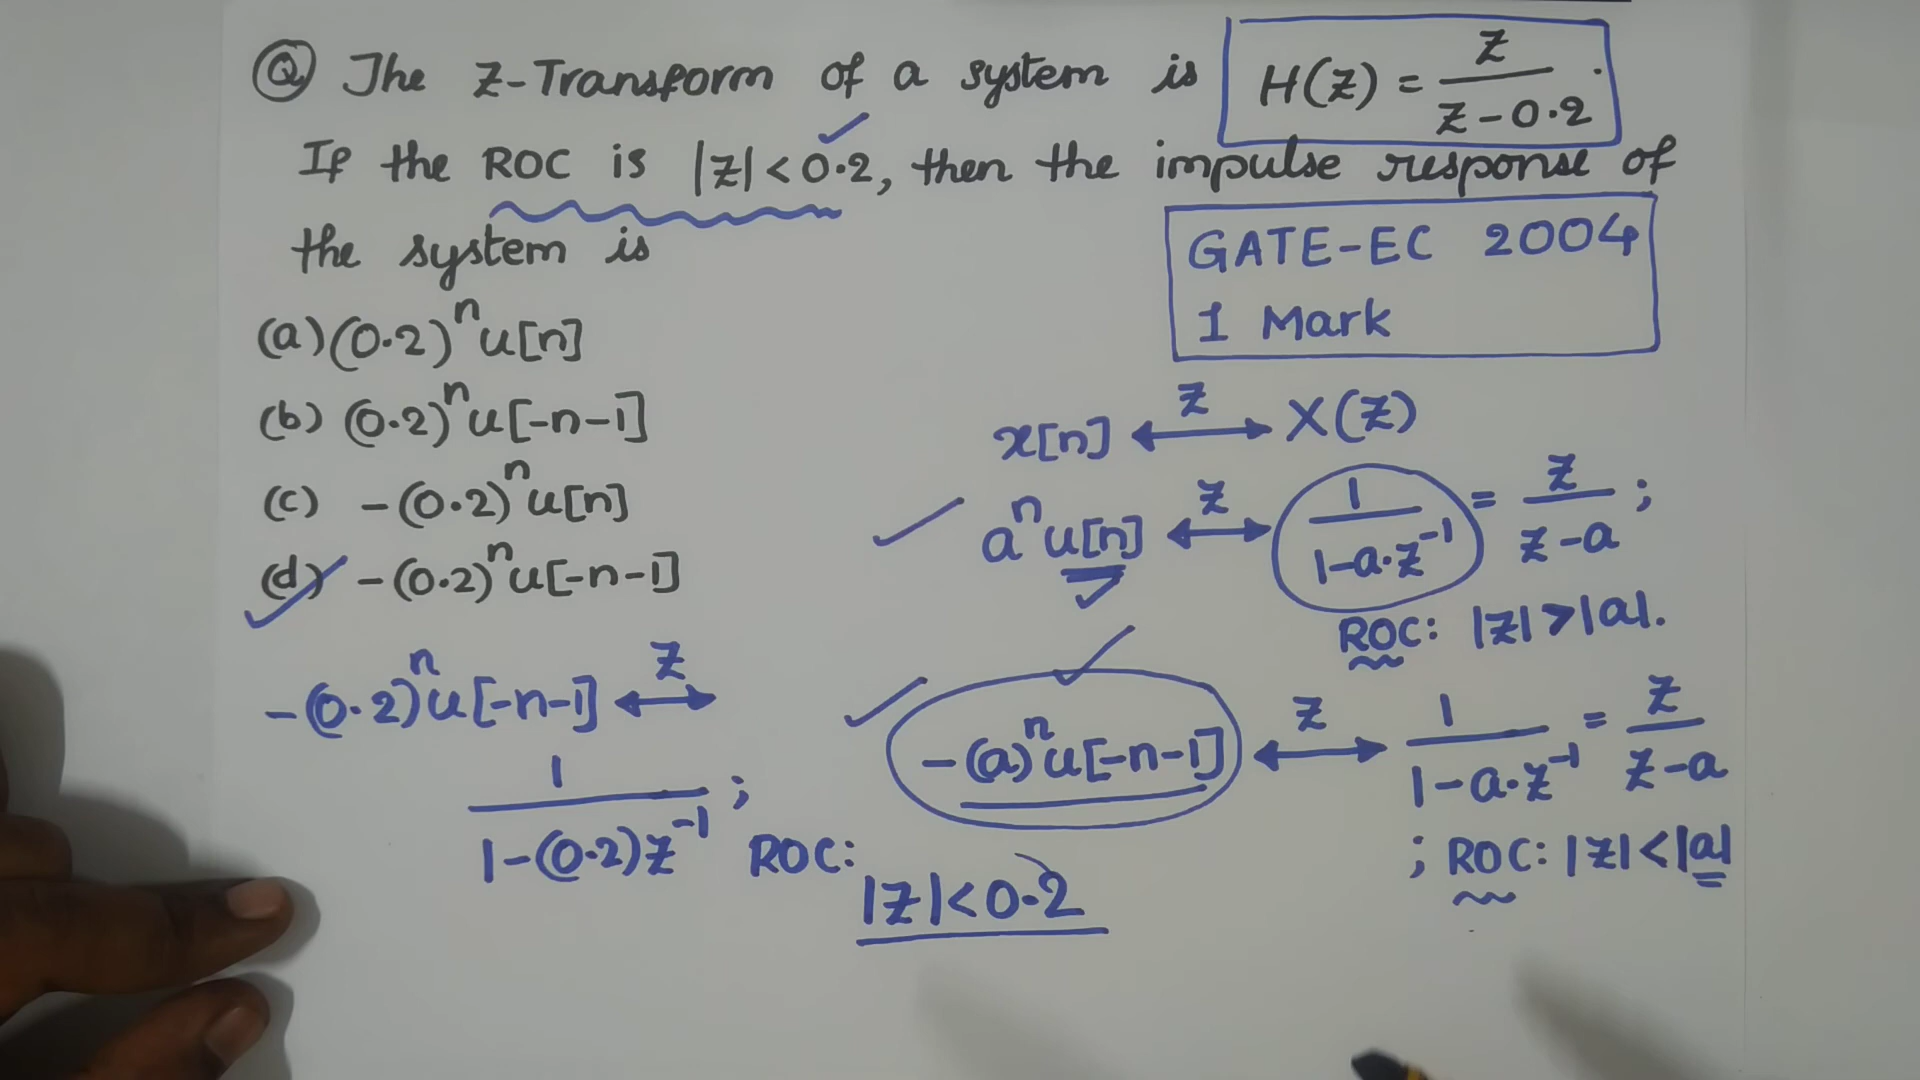 Q The Z-Transform of a system is H(Z) = Z / Z-0.2 .
If the ROC is |Z| < 0.2, then the impulse response of
the system is
GATE-EC 2004
1 Mark
(a) (0.2)^n u[n]
(b) (0.2)^n u[-n-1]
(c) -(0.2)^n u[n]
(d) -(0.2)^n u[-n-1]
x[n] ⟷ Z X(Z)
a^n u[n] ⟷ Z 1 / 1-a·Z^-1 = Z / Z-a ;
ROC: |Z| > |a|.
-(a)^n u[-n-1] ⟷ Z 1 / 1-a·Z^-1 = Z / Z-a
; ROC: |Z| < |a|
-(0.2)^n u[-n-1] ⟷ Z
1 / 1-(0.2)Z^-1 ; ROC:
|Z| < 0.2